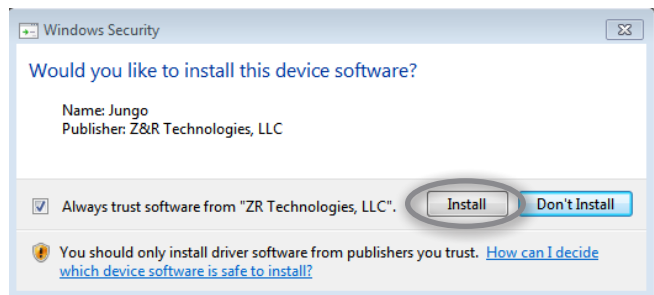 Windows Security
Would you like to install this device software?
Name: Jungo
Publisher: Z&R Technologies, LLC
Always trust software from "ZR Technologies, LLC". Install Don't Install
You should only install driver software from publishers you trust. How can I decide
which device software is safe to install?